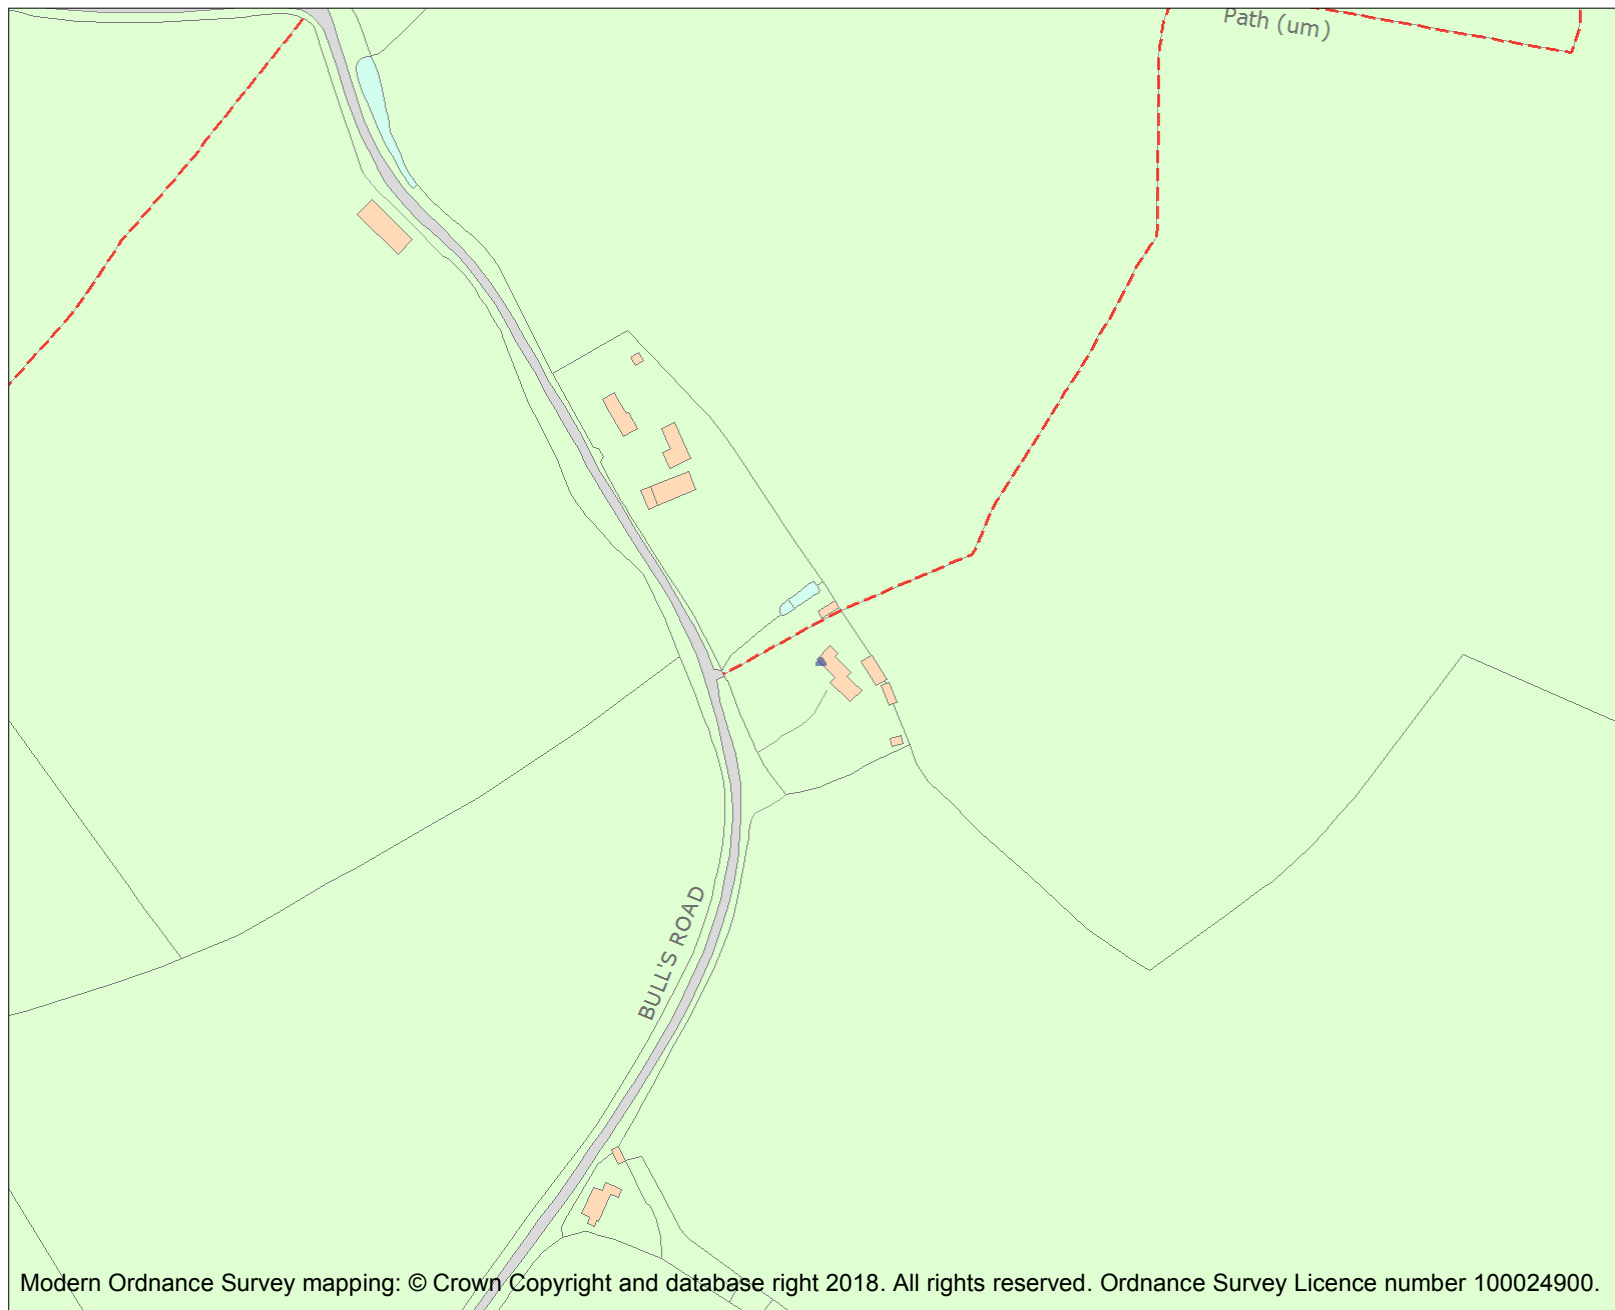 Path (um)
BULL'S ROAD
Modern Ordnance Survey mapping: © Crown Copyright and database right 2018. All rights reserved. Ordnance Survey Licence number 100024900.